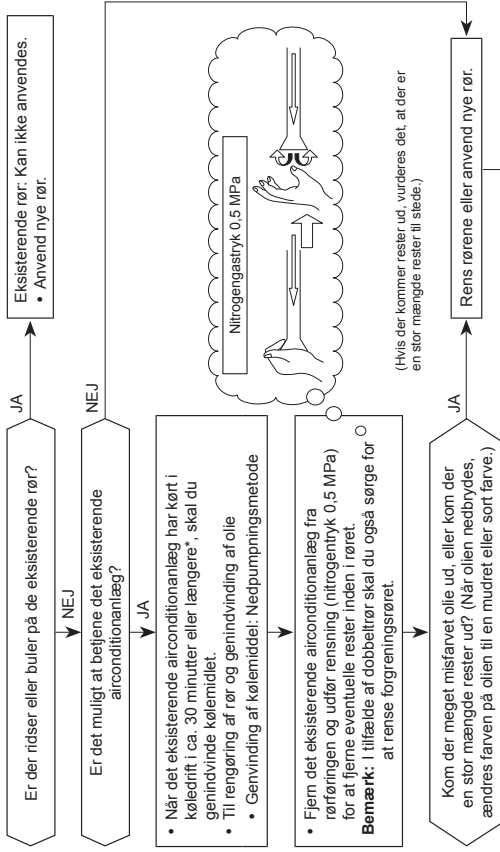 Er der ridser eller buler på de eksisterende rør?
JA
Eksisterende rør: Kan ikke anvendes.
• Anvend nye rør.
NEJ
Er det muligt at betjene det eksisterende
airconditionanlæg?
NEJ
JA
• Når det eksisterende airconditionanlæg har kørt i
køledrift i ca. 30 minutter eller længere*, skal du
genindvinde kølemidlet.
• Til rengøring af rør og genindvinding af olie
• Genvinding af kølemiddel: Nedpumpningsmetode
• Fjern det eksisterende airconditionanlæg fra
rørføringen og udfør rensning (nitrogentryk 0,5 MPa)
for at fjerne eventuelle rester inden i røret.
Bemærk: I tilfælde af dobbeltrør skal du også sørge for
at rense forgreningsrøret.
Nitrogengastryk 0,5 MPa
(Hvis der kommer rester ud, vurderes det, at der er
en stor mængde rester til stede.)
Kom der meget misfarvet olie ud, eller kom der
en stor mængde rester ud? (Når olien nedbrydes,
ændres farven på olien til en mudret eller sort farve.)
JA
Rens rørene eller anvend nye rør.